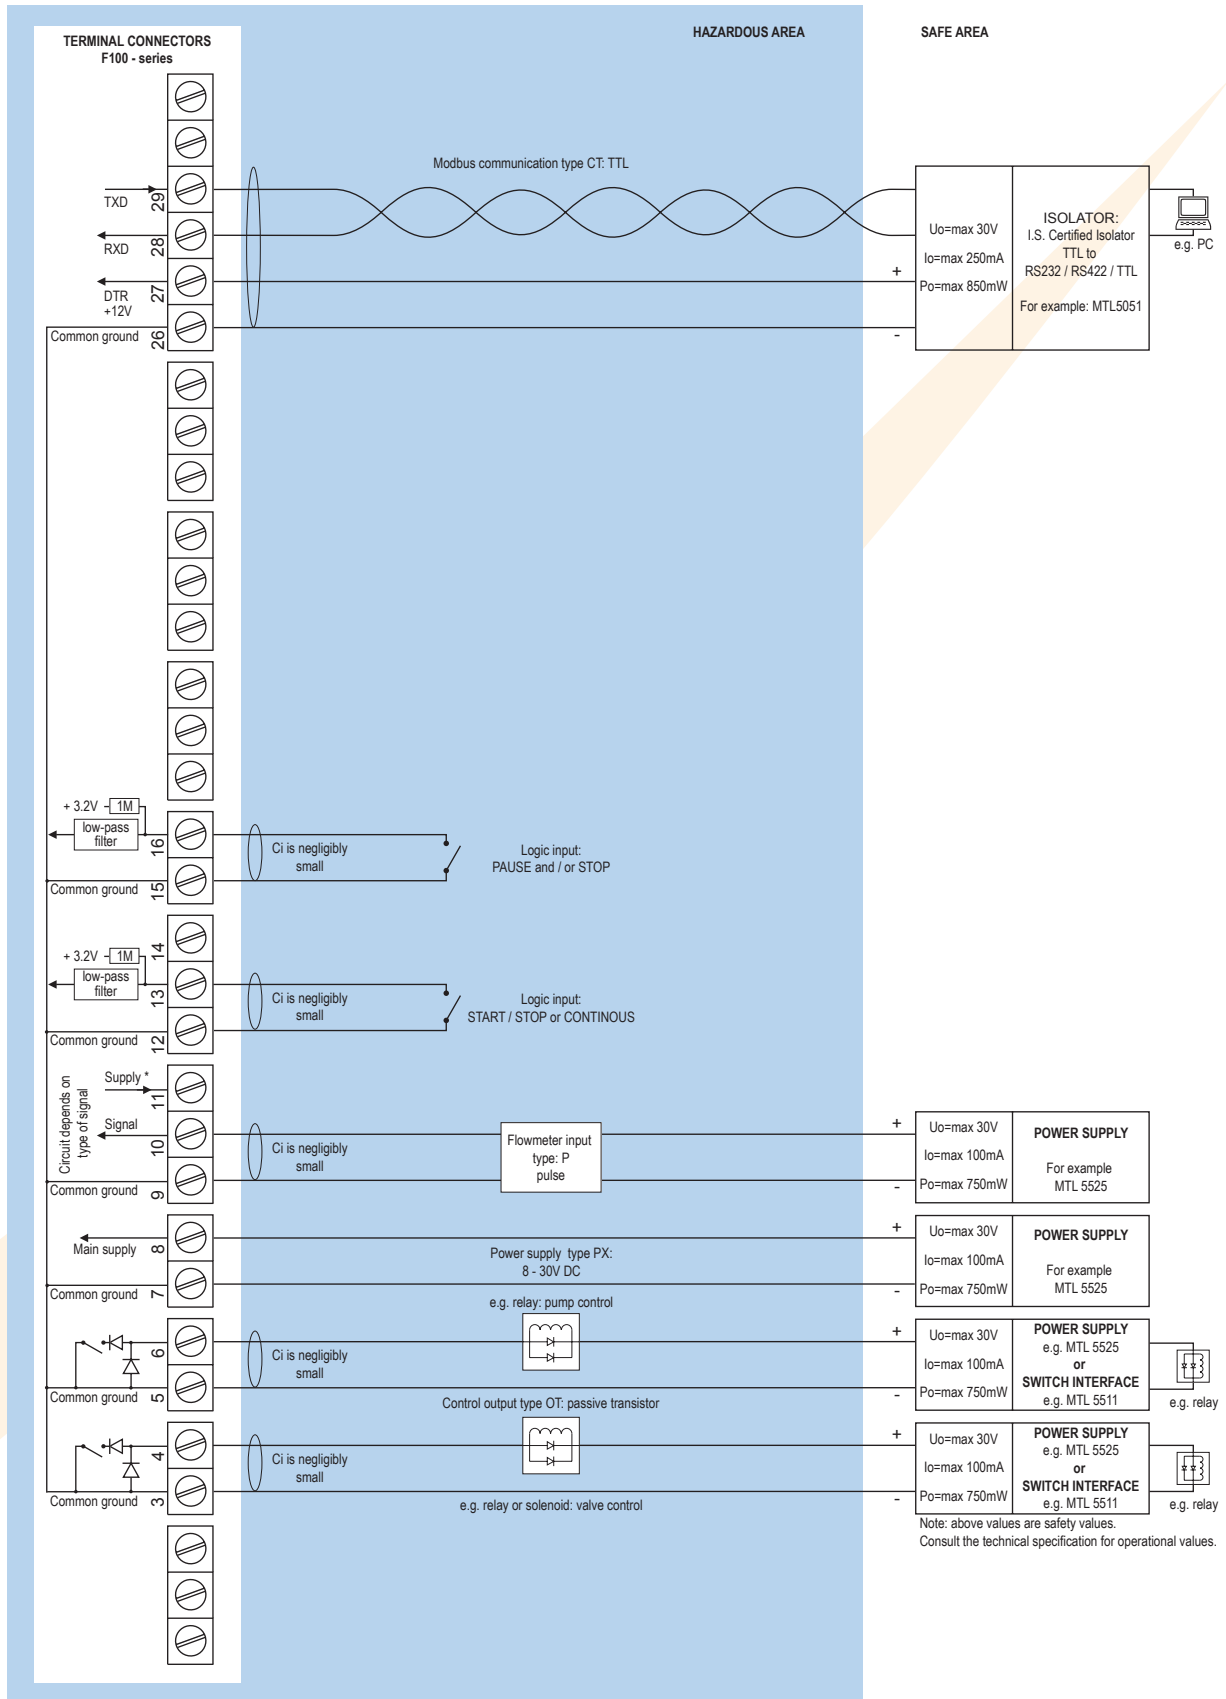 HAZARDOUS AREA
SAFE AREA
TERMINAL CONNECTORS
F100 - series
Modbus communication type CT: TTL
TXD
29
RXD
28
DTR
+12V
27
Common ground
26
+
-
Uo=max 30V
Io=max 250mA
Po=max 850mW
ISOLATOR:
I.S. Certified Isolator
TTL to
RS232 / RS422 / TTL
For example: MTL5051
e.g. PC
+ 3.2V
1M
low-pass
filter
16
Common ground
15
Ci is negligibly
small
Logic input:
PAUSE and / or STOP
14
+ 3.2V
1M
low-pass
filter
13
Common ground
12
Ci is negligibly
small
Logic input:
START / STOP or CONTINOUS
Circuit depends on
type of signal
Supply *
11
Signal
10
Common ground
9
Ci is negligibly
small
Flowmeter input
type: P
pulse
+
-
Uo=max 30V
Io=max 100mA
Po=max 750mW
POWER SUPPLY
For example
MTL 5525
Main supply
8
Common ground
7
Power supply type PX:
8 - 30V DC
+
-
Uo=max 30V
Io=max 100mA
Po=max 750mW
POWER SUPPLY
For example
MTL 5525
e.g. relay: pump control
6
Common ground
5
Ci is negligibly
small
+
-
Uo=max 30V
Io=max 100mA
Po=max 750mW
POWER SUPPLY
e.g. MTL 5525
or
SWITCH INTERFACE
e.g. MTL 5511
e.g. relay
Control output type OT: passive transistor
4
Common ground
3
Ci is negligibly
small
e.g. relay or solenoid: valve control
+
-
Uo=max 30V
Io=max 100mA
Po=max 750mW
POWER SUPPLY
e.g. MTL 5525
or
SWITCH INTERFACE
e.g. MTL 5511
e.g. relay
Note: above values are safety values.
Consult the technical specification for operational values.